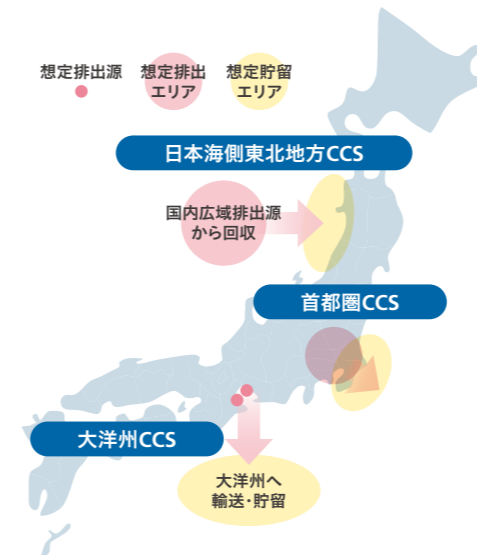 想定排出源
想定排出
エリア
想定貯留
エリア
日本海側東北地方CCS
国内広域排出源
から回収
首都圏CCS
大洋州CCS
大洋州へ
輸送・貯留